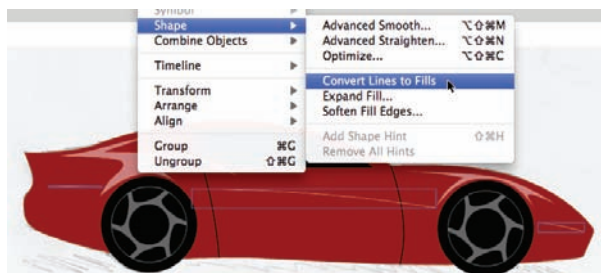 Symbol
Shape
Combine Objects
Timeline
Transform
Arrange
Align
Group ⌘G
Ungroup ⇧⌘G
Advanced Smooth... ⌥⇧⌘M
Advanced Straighten... ⌥⇧⌘N
Optimize... ⌥⇧⌘C
Convert Lines to Fills
Expand Fill...
Soften Fill Edges...
Add Shape Hint ⇧⌘H
Remove All Hints